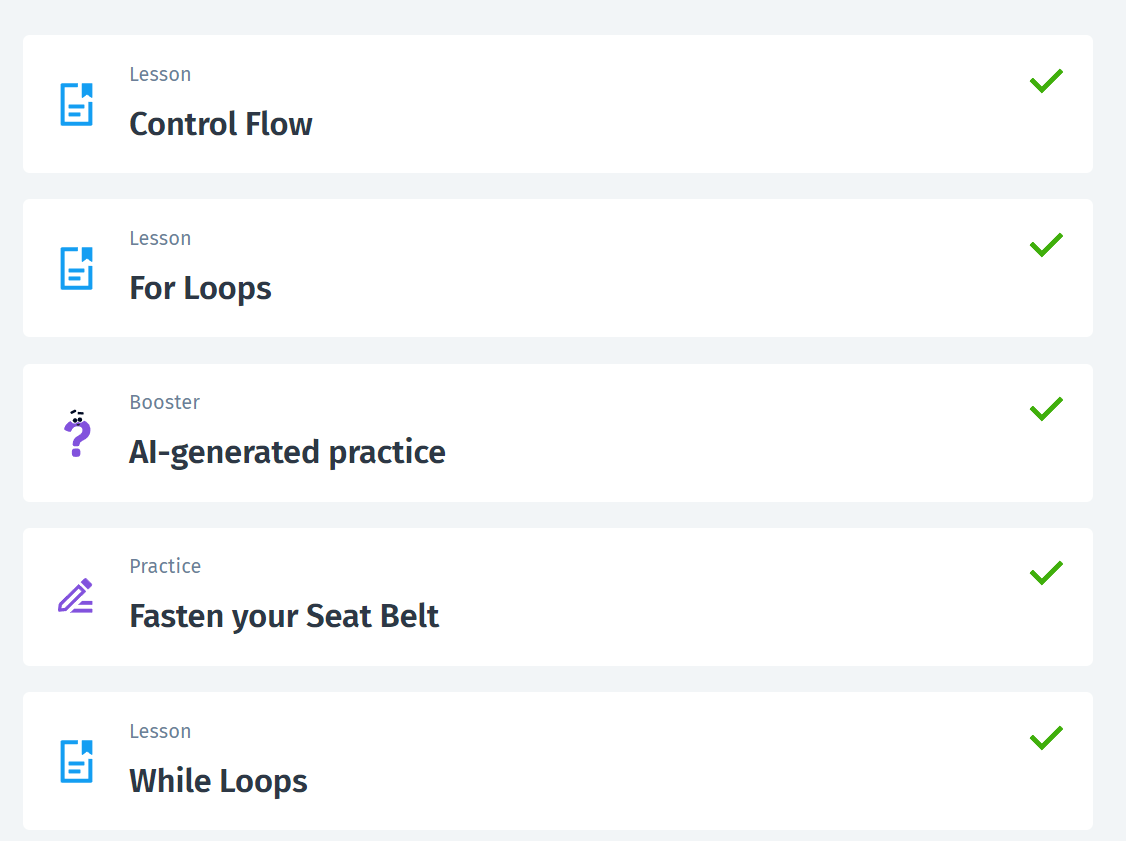 Lesson
Control Flow
Lesson
For Loops
Booster
AI-generated practice
Practice
Fasten your Seat Belt
Lesson
While Loops